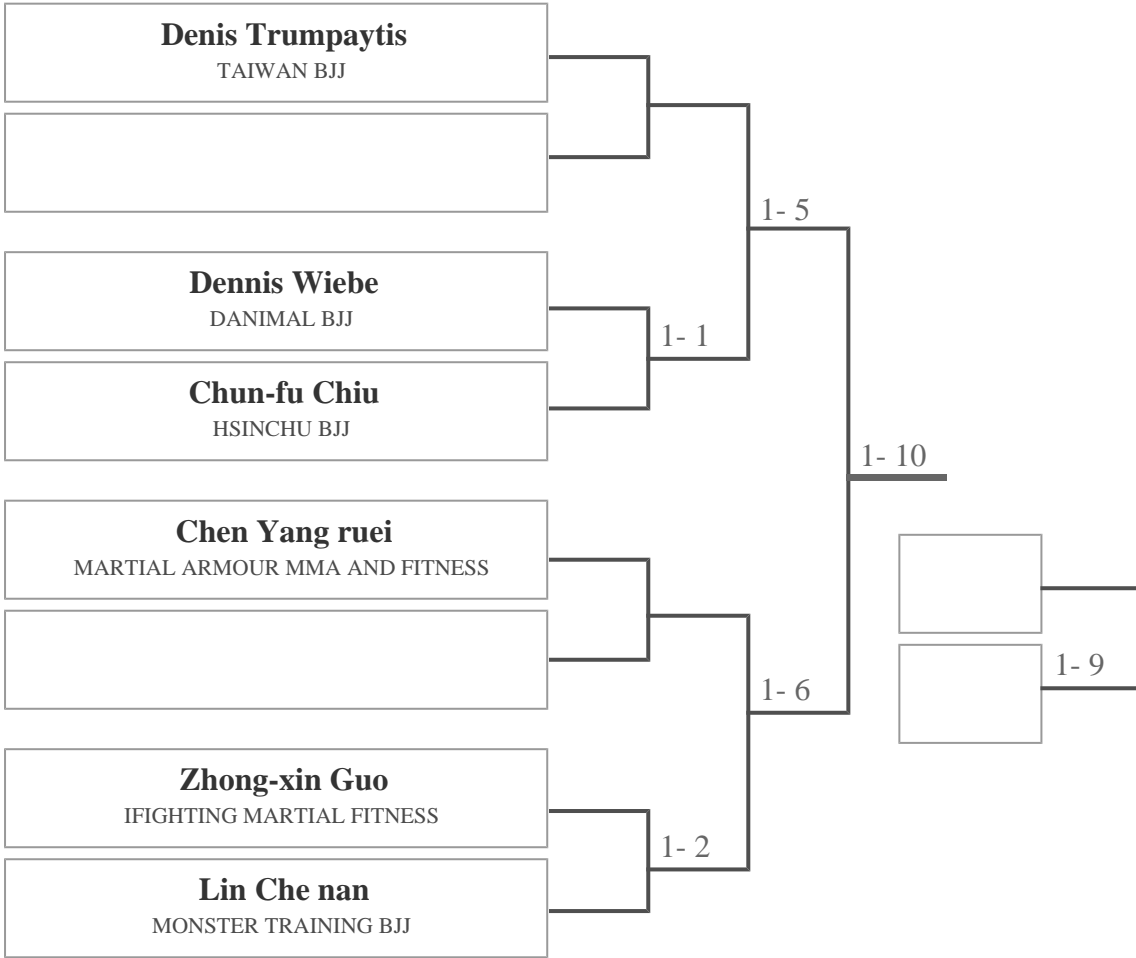 Denis Trumpaytis
TAIWAN BJJ
1- 5
Dennis Wiebe
DANIMAL BJJ
1- 1
Chun-fu Chiu
HSINCHU BJJ
1- 10
Chen Yang ruei
MARTIAL ARMOUR MMA AND FITNESS
1- 9
1- 6
Zhong-xin Guo
IFIGHTING MARTIAL FITNESS
1- 2
Lin Che nan
MONSTER TRAINING BJJ